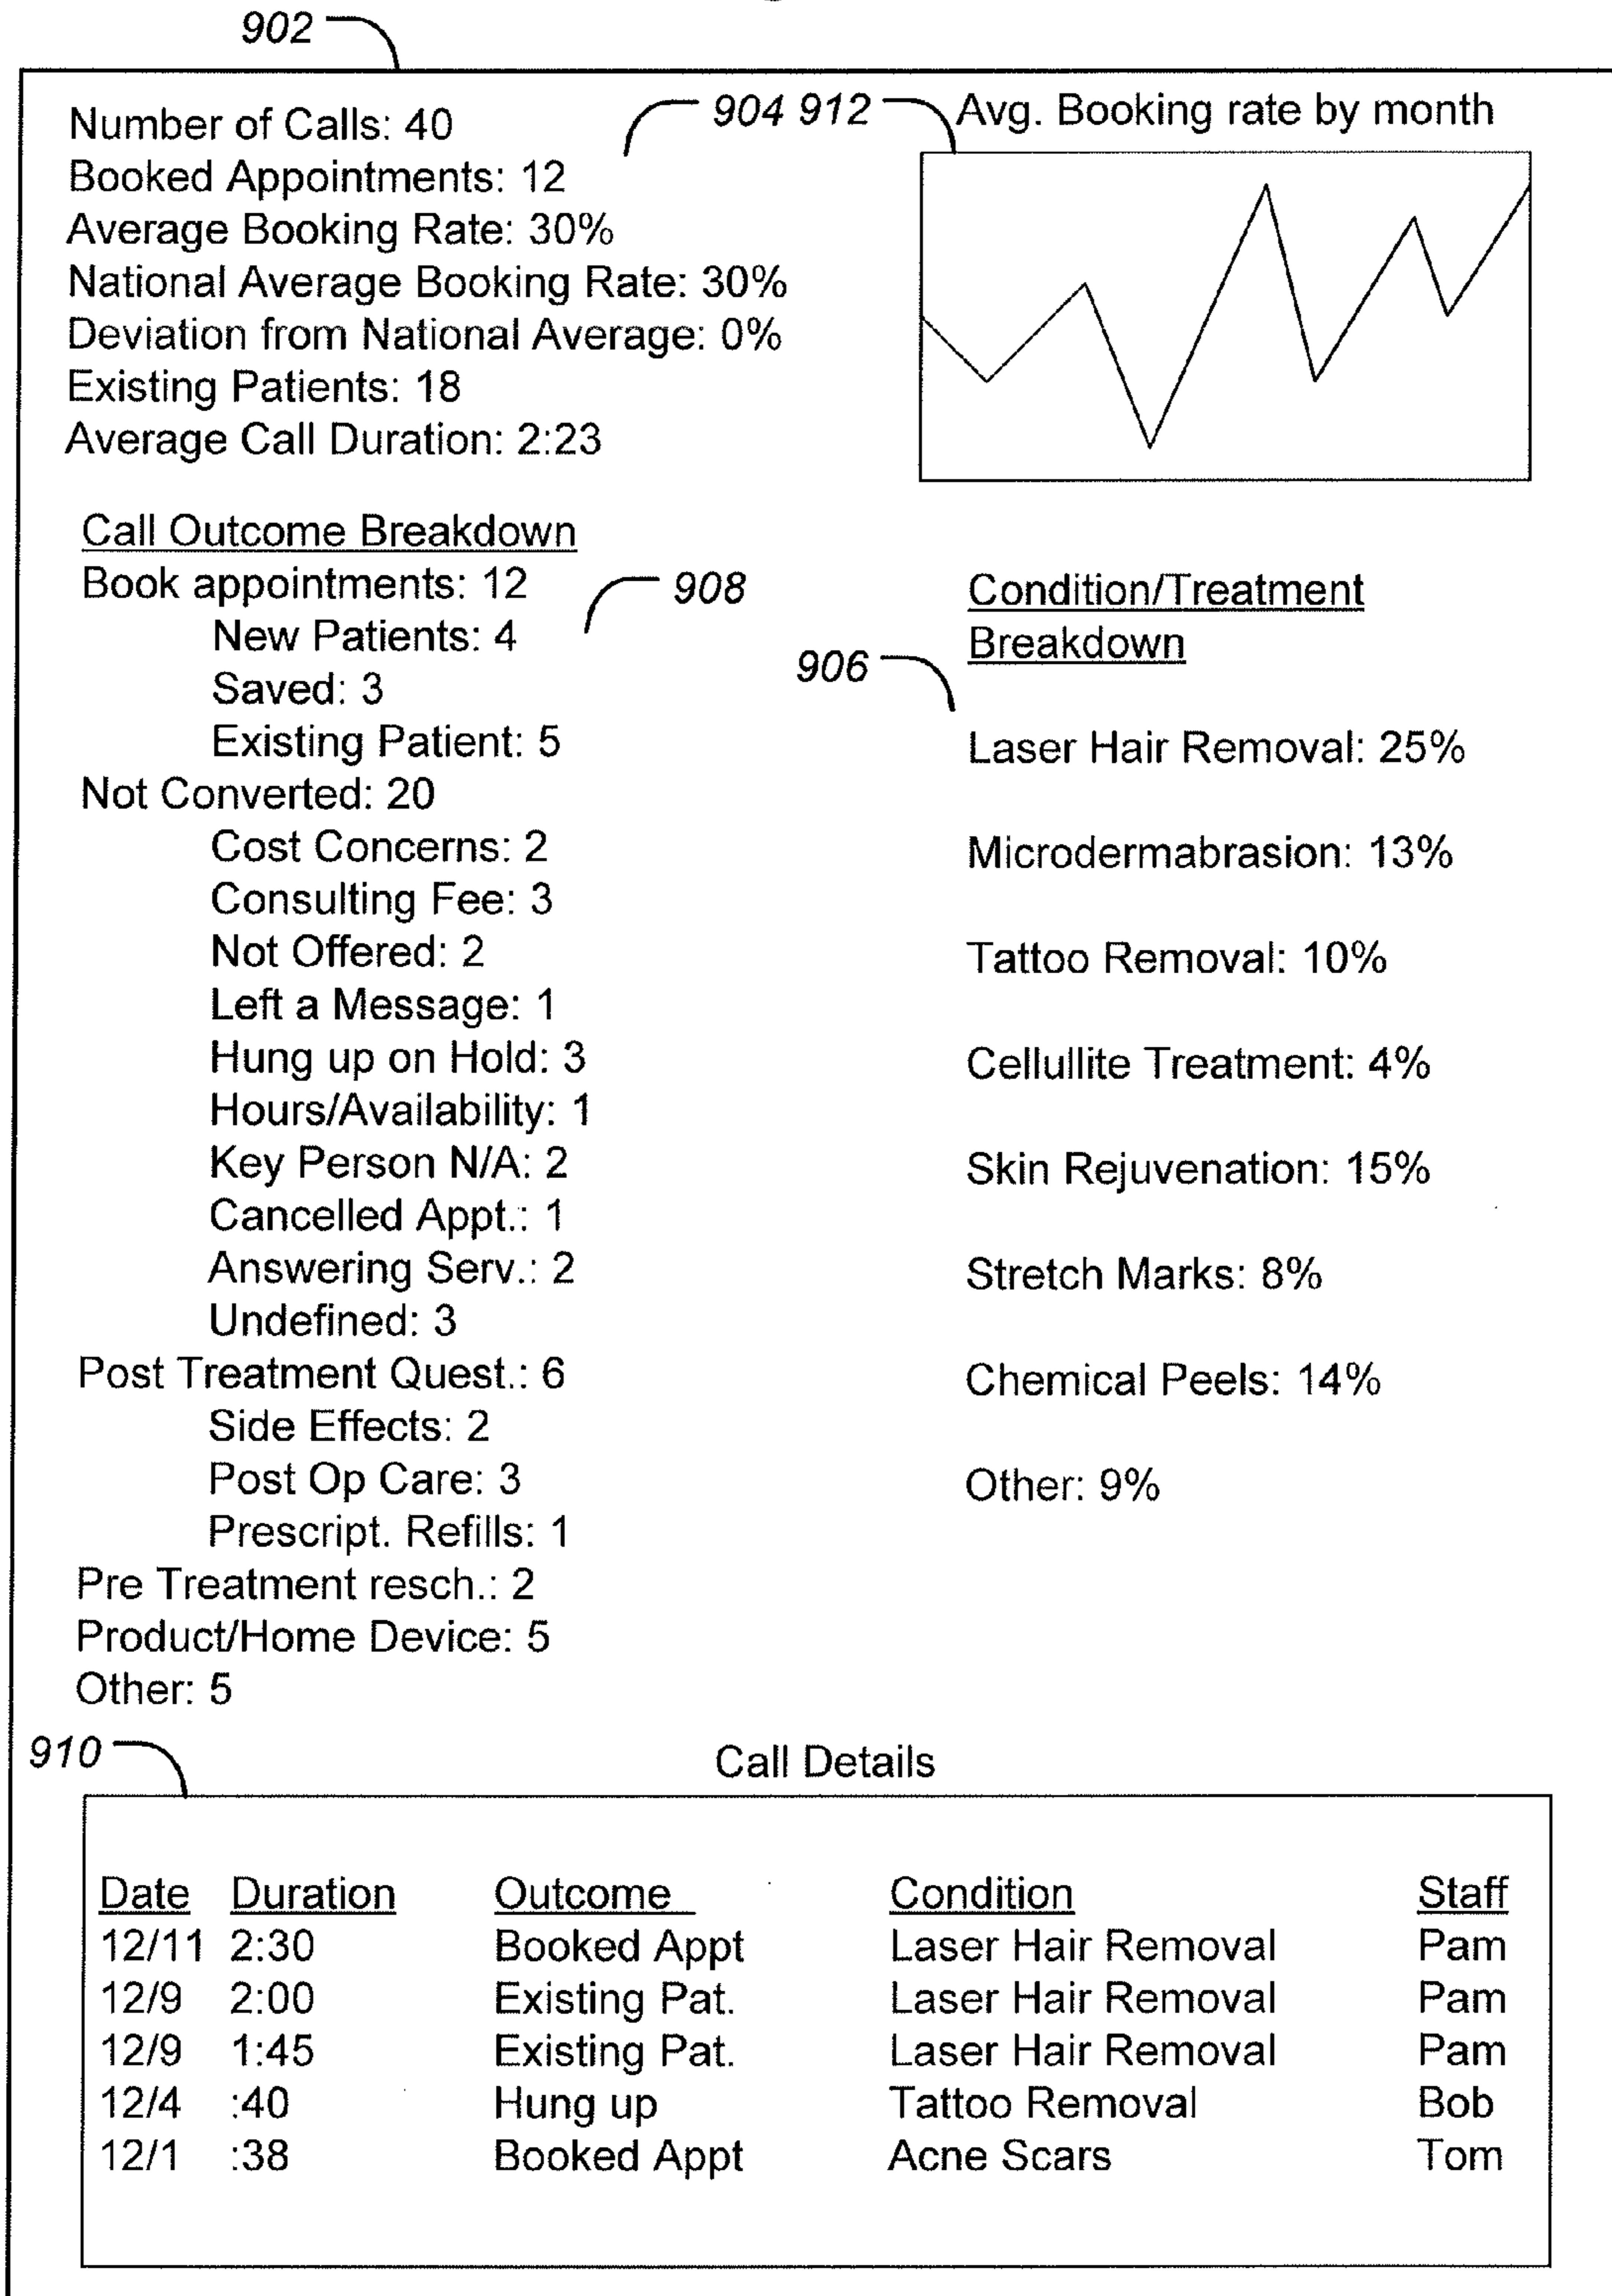 902
Number of Calls: 40
Booked Appointments: 12
Average Booking Rate: 30%
National Average Booking Rate: 30%
Deviation from National Average: 0%
Existing Patients: 18
Average Call Duration: 2:23
904 912
Avg. Booking rate by month
Call Outcome Breakdown
Book appointments: 12
908
New Patients: 4
Saved: 3
Existing Patient: 5
Not Converted: 20
Cost Concerns: 2
Consulting Fee: 3
Not Offered: 2
Left a Message: 1
Hung up on Hold: 3
Hours/Availability: 1
Key Person N/A: 2
Cancelled Appt.: 1
Answering Serv.: 2
Undefined: 3
Post Treatment Quest.: 6
Side Effects: 2
Post Op Care: 3
Prescript. Refills: 1
Pre Treatment resch.: 2
Product/Home Device: 5
Other: 5
Condition/Treatment
Breakdown
906
Laser Hair Removal: 25%
Microdermabrasion: 13%
Tattoo Removal: 10%
Cellullite Treatment: 4%
Skin Rejuvenation: 15%
Stretch Marks: 8%
Chemical Peels: 14%
Other: 9%
910
Call Details
Date Duration Outcome Condition Staff
12/11 2:30 Booked Appt Laser Hair Removal Pam
12/9 2:00 Existing Pat. Laser Hair Removal Pam
12/9 1:45 Existing Pat. Laser Hair Removal Pam
12/4 :40 Hung up Tattoo Removal Bob
12/1 :38 Booked Appt Acne Scars Tom